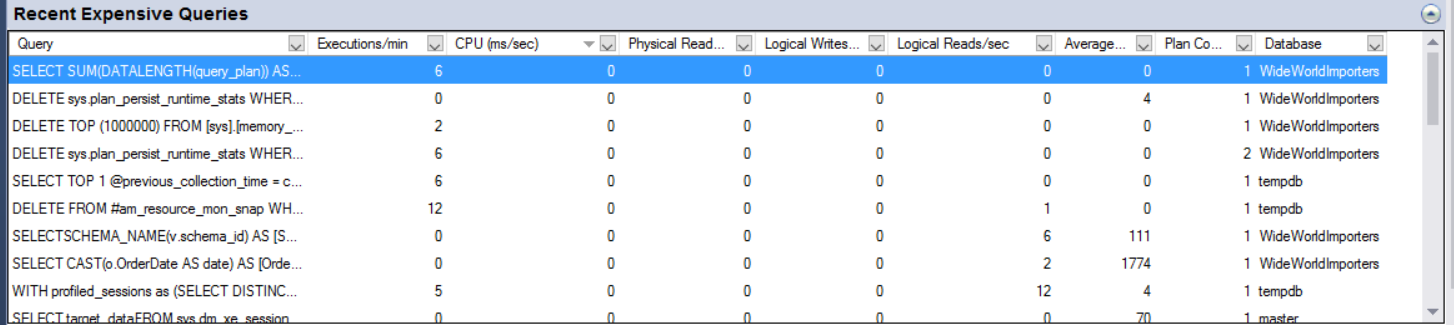 Recent Expensive Queries
Query Executions/min CPU (ms/sec) Physical Read... Logical Writes... Logical Reads/sec Average... Plan Co... Database
SELECT SUM(DATALENGTH(query_plan)) AS... 6 0 0 0 0 0 1 WideWorldImporters
DELETE sys.plan_persist_runtime_stats WHER... 0 0 0 0 0 4 1 WideWorldImporters
DELETE TOP (1000000) FROM [sys].[memory_... 2 0 0 0 0 0 1 WideWorldImporters
DELETE sys.plan_persist_runtime_stats WHER... 6 0 0 0 0 0 2 WideWorldImporters
SELECT TOP 1 @previous_collection_time = c... 6 0 0 0 0 0 1 tempdb
DELETE FROM #am_resource_mon_snap WH... 12 0 0 0 1 0 1 tempdb
SELECTSCHEMA_NAME(v.schema_id) AS [S... 0 0 0 0 6 111 1 WideWorldImporters
SELECT CAST(o.OrderDate AS date) AS [Orde... 0 0 0 0 2 1774 1 WideWorldImporters
WITH profiled_sessions as (SELECT DISTINC... 5 0 0 0 12 4 1 tempdb
SELECT target_dataFROM sys.dm_xe_session... 0 0 0 0 0 70 1 master